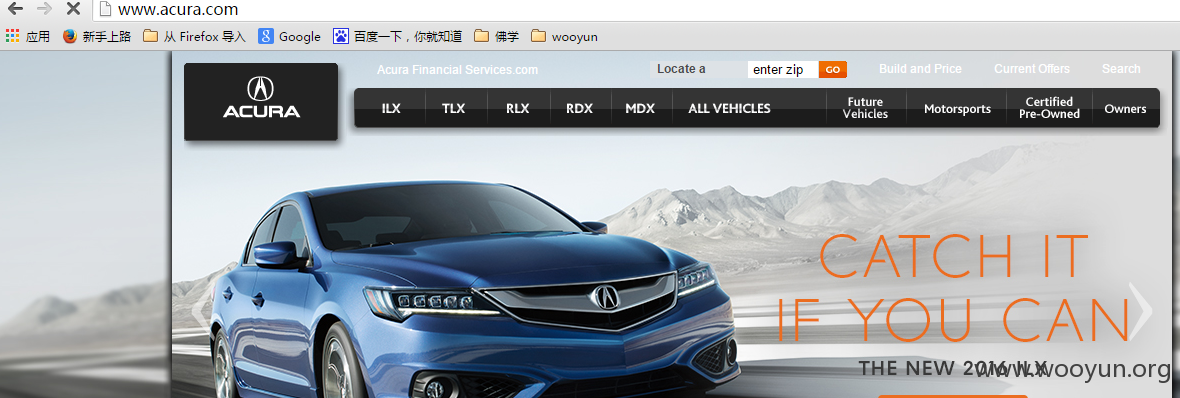 www.acura.com
应用 新手上路 从 Firefox 导入 Google 百度一下，你就知道 佛学 wooyun
Acura Financial Services.com Locate a enter zip GO Build and Price Current Offers Search
ACURA
ILX TLX RLX RDX MDX ALL VEHICLES Future Vehicles Motorsports Certified Pre-Owned Owners
CATCH IT
IF YOU CAN
THE NEW 2016 ILX
www.wooyun.org